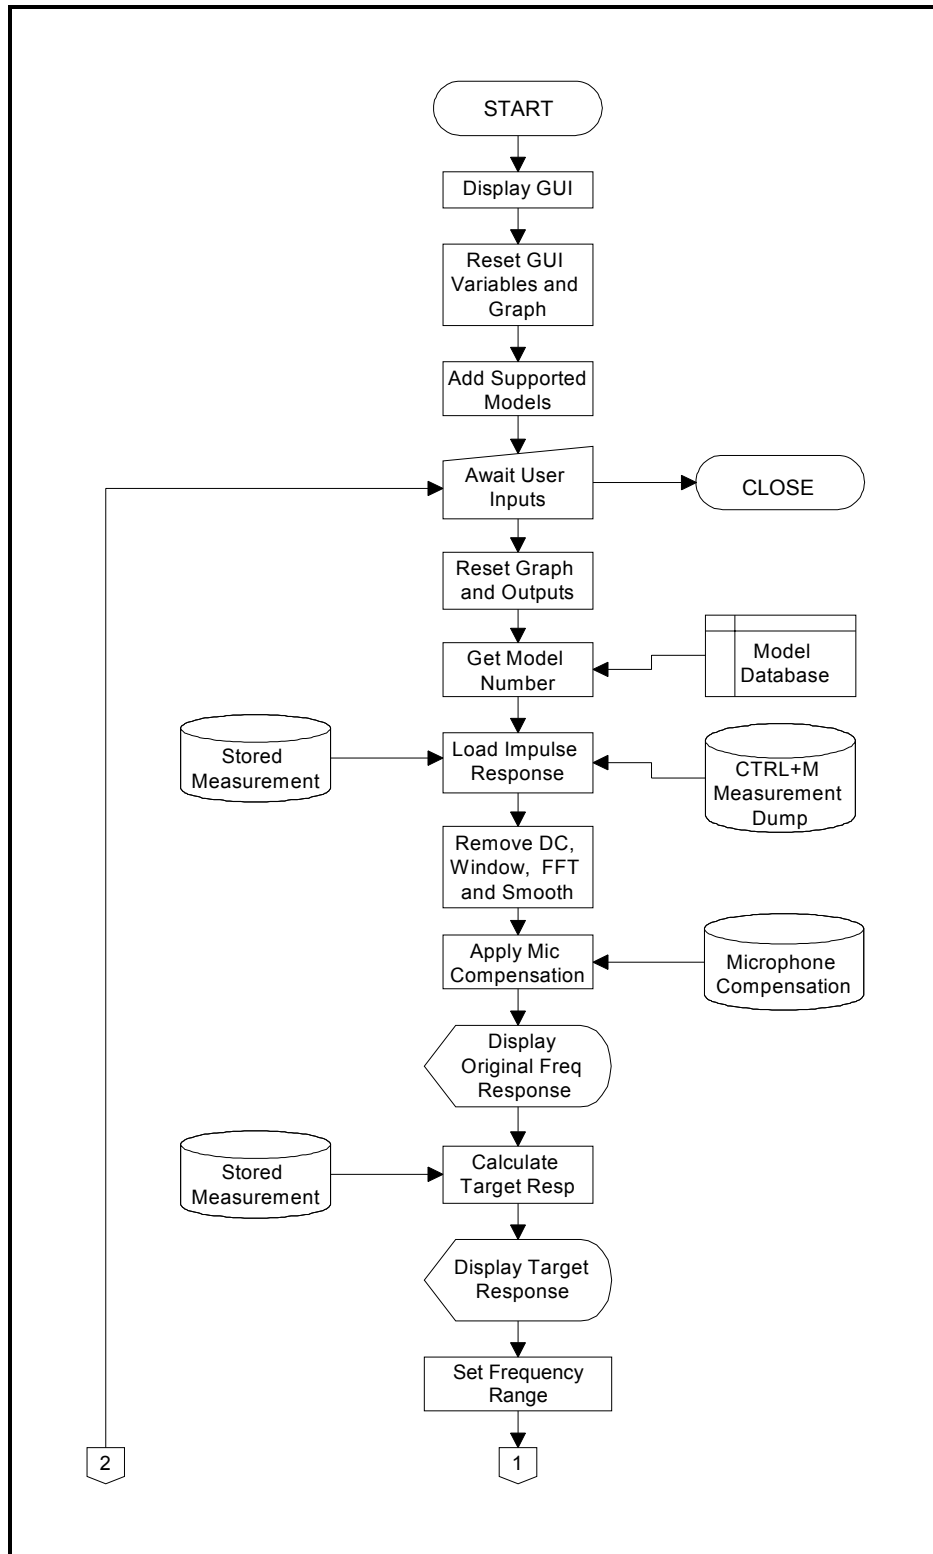 START
Display GUI
Reset GUI
Variables and
Graph
Add Supported
Models
Await User
Inputs
CLOSE
Reset Graph
and Outputs
Get Model
Number
Model
Database
Stored
Measurement
Load Impulse
Response
CTRL+M
Measurement
Dump
Remove DC,
Window, FFT
and Smooth
Apply Mic
Compensation
Microphone
Compensation
Display
Original Freq
Response
Stored
Measurement
Calculate
Target Resp
Display Target
Response
Set Frequency
Range
2
1